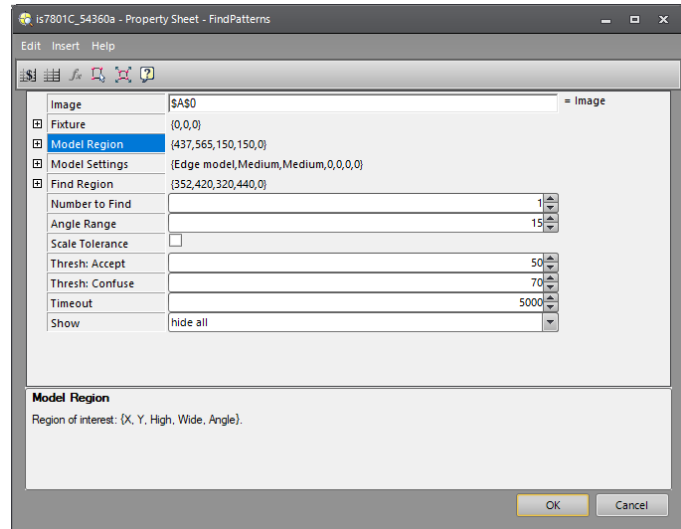 is7801C_54360a - Property Sheet - FindPatterns
Edit Insert Help
Image $A$0 = Image
Fixture {0,0,0}
Model Region {437,565,150,150,0}
Model Settings {Edge model,Medium,Medium,0,0,0,0}
Find Region {352,420,320,440,0}
Number to Find 1
Angle Range 15
Scale Tolerance
Thresh: Accept 50
Thresh: Confuse 70
Timeout 5000
Show hide all
Model Region
Region of interest: {X, Y, High, Wide, Angle}.
OK Cancel